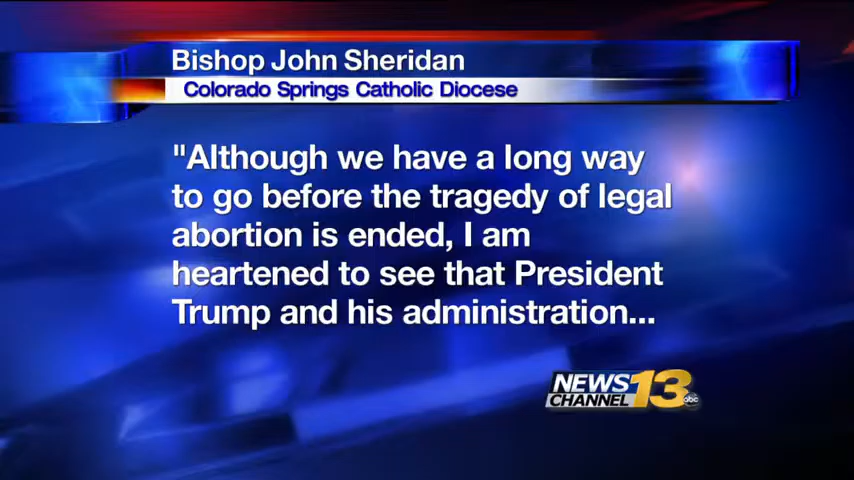 Bishop John Sheridan
Colorado Springs Catholic Diocese
"Although we have a long way
to go before the tragedy of legal
abortion is ended, I am
heartened to see that President
Trump and his administration...
NEWS
CHANNEL 13 abc